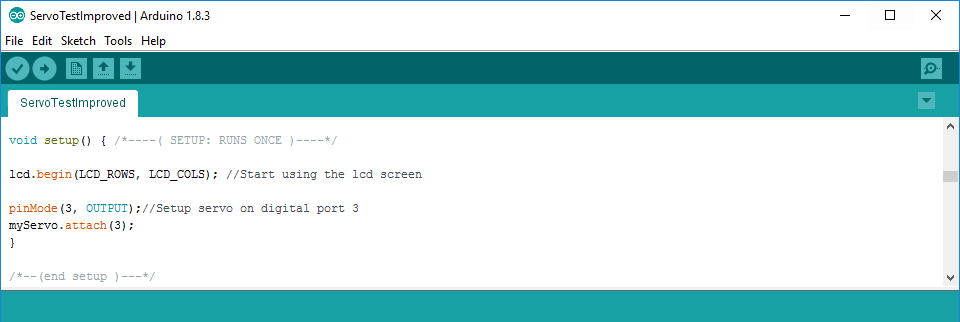 ServoTestImproved | Arduino 1.8.3
File Edit Sketch Tools Help
ServoTestImproved
void setup() { /*----( SETUP: RUNS ONCE )----*/
lcd.begin(LCD_ROWS, LCD_COLS); //Start using the lcd screen
pinMode(3, OUTPUT);//Setup servo on digital port 3
myServo.attach(3);
}
/*--(end setup )---*/